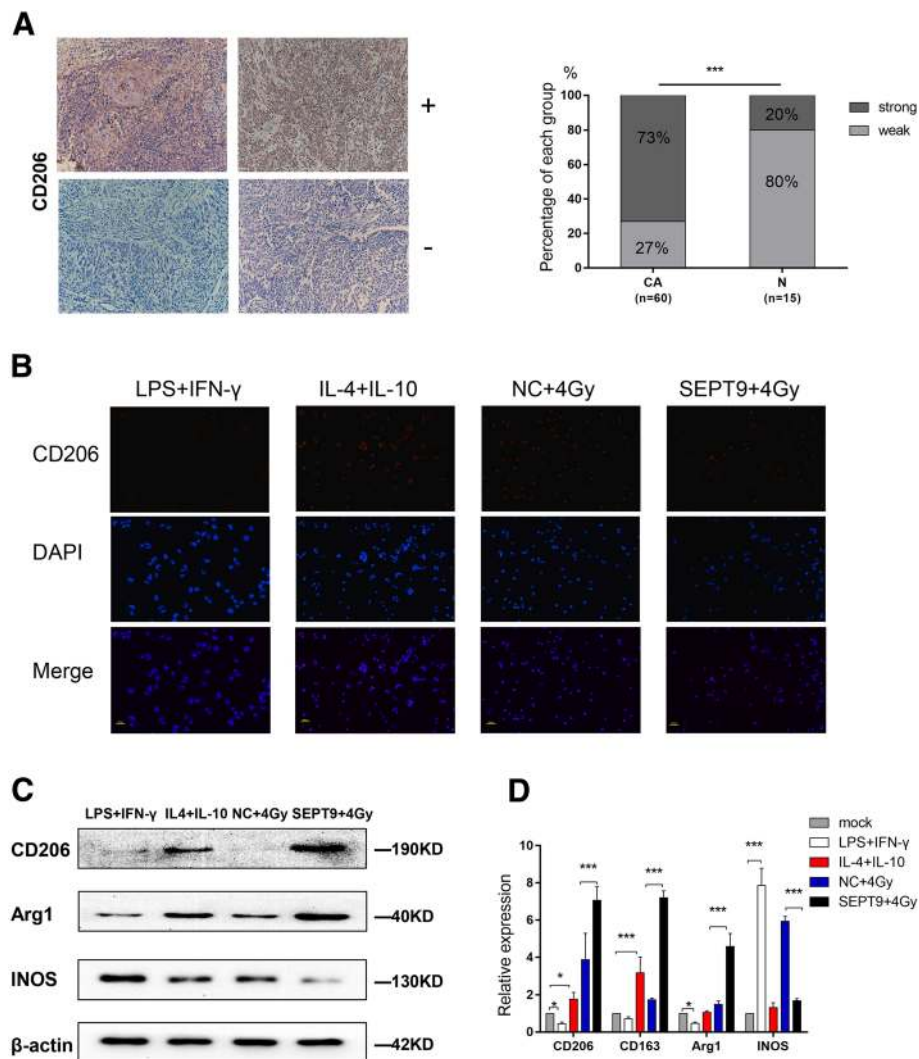 A
CD206
+
-
%
***
Percentage of each group
100
80
60
40
20
0
73%
27%
20%
80%
CA
(n=60)
N
(n=15)
strong
weak
B
LPS+IFN-γ
IL-4+IL-10
NC+4Gy
SEPT9+4Gy
CD206
DAPI
Merge
C
LPS+IFN-γ IL4+IL-10 NC+4Gy SEPT9+4Gy
CD206
—190KD
Arg1
—40KD
INOS
—130KD
β-actin
—42KD
D
mock
LPS+IFN-γ
IL-4+IL-10
NC+4Gy
SEPT9+4Gy
Relative expression
10
8
6
4
2
0
*
*
***
***
***
*
***
***
***
CD206
CD163
Arg1
INOS